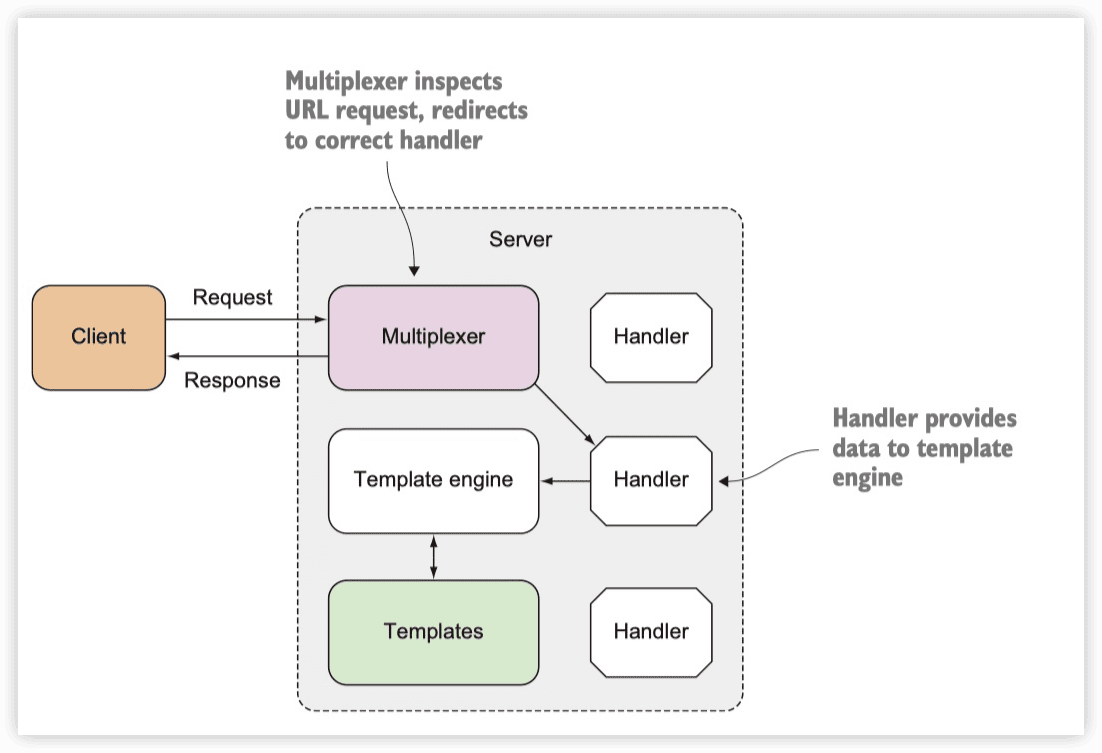 Multiplexer inspects
URL request, redirects
to correct handler
Server
Request
Client
Multiplexer
Handler
Response
Handler provides
data to template
engine
Template engine
Handler
Templates
Handler